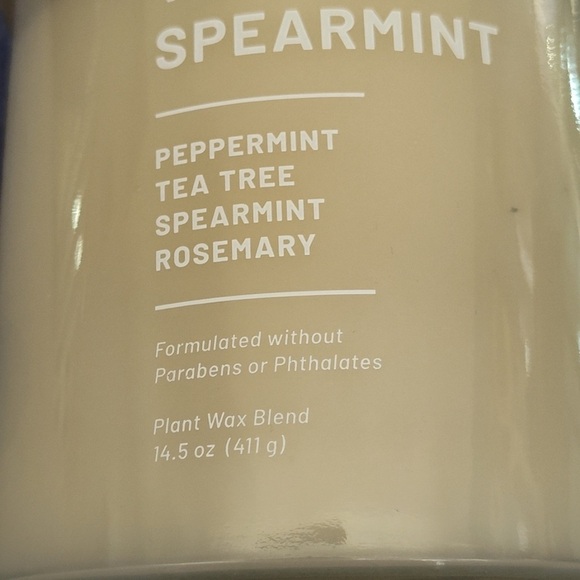 SPEARMINT
PEPPERMINT
TEA TREE
SPEARMINT
ROSEMARY
Formulated without
Parabens or Phthalates
Plant Wax Blend
14.5 oz (411 g)